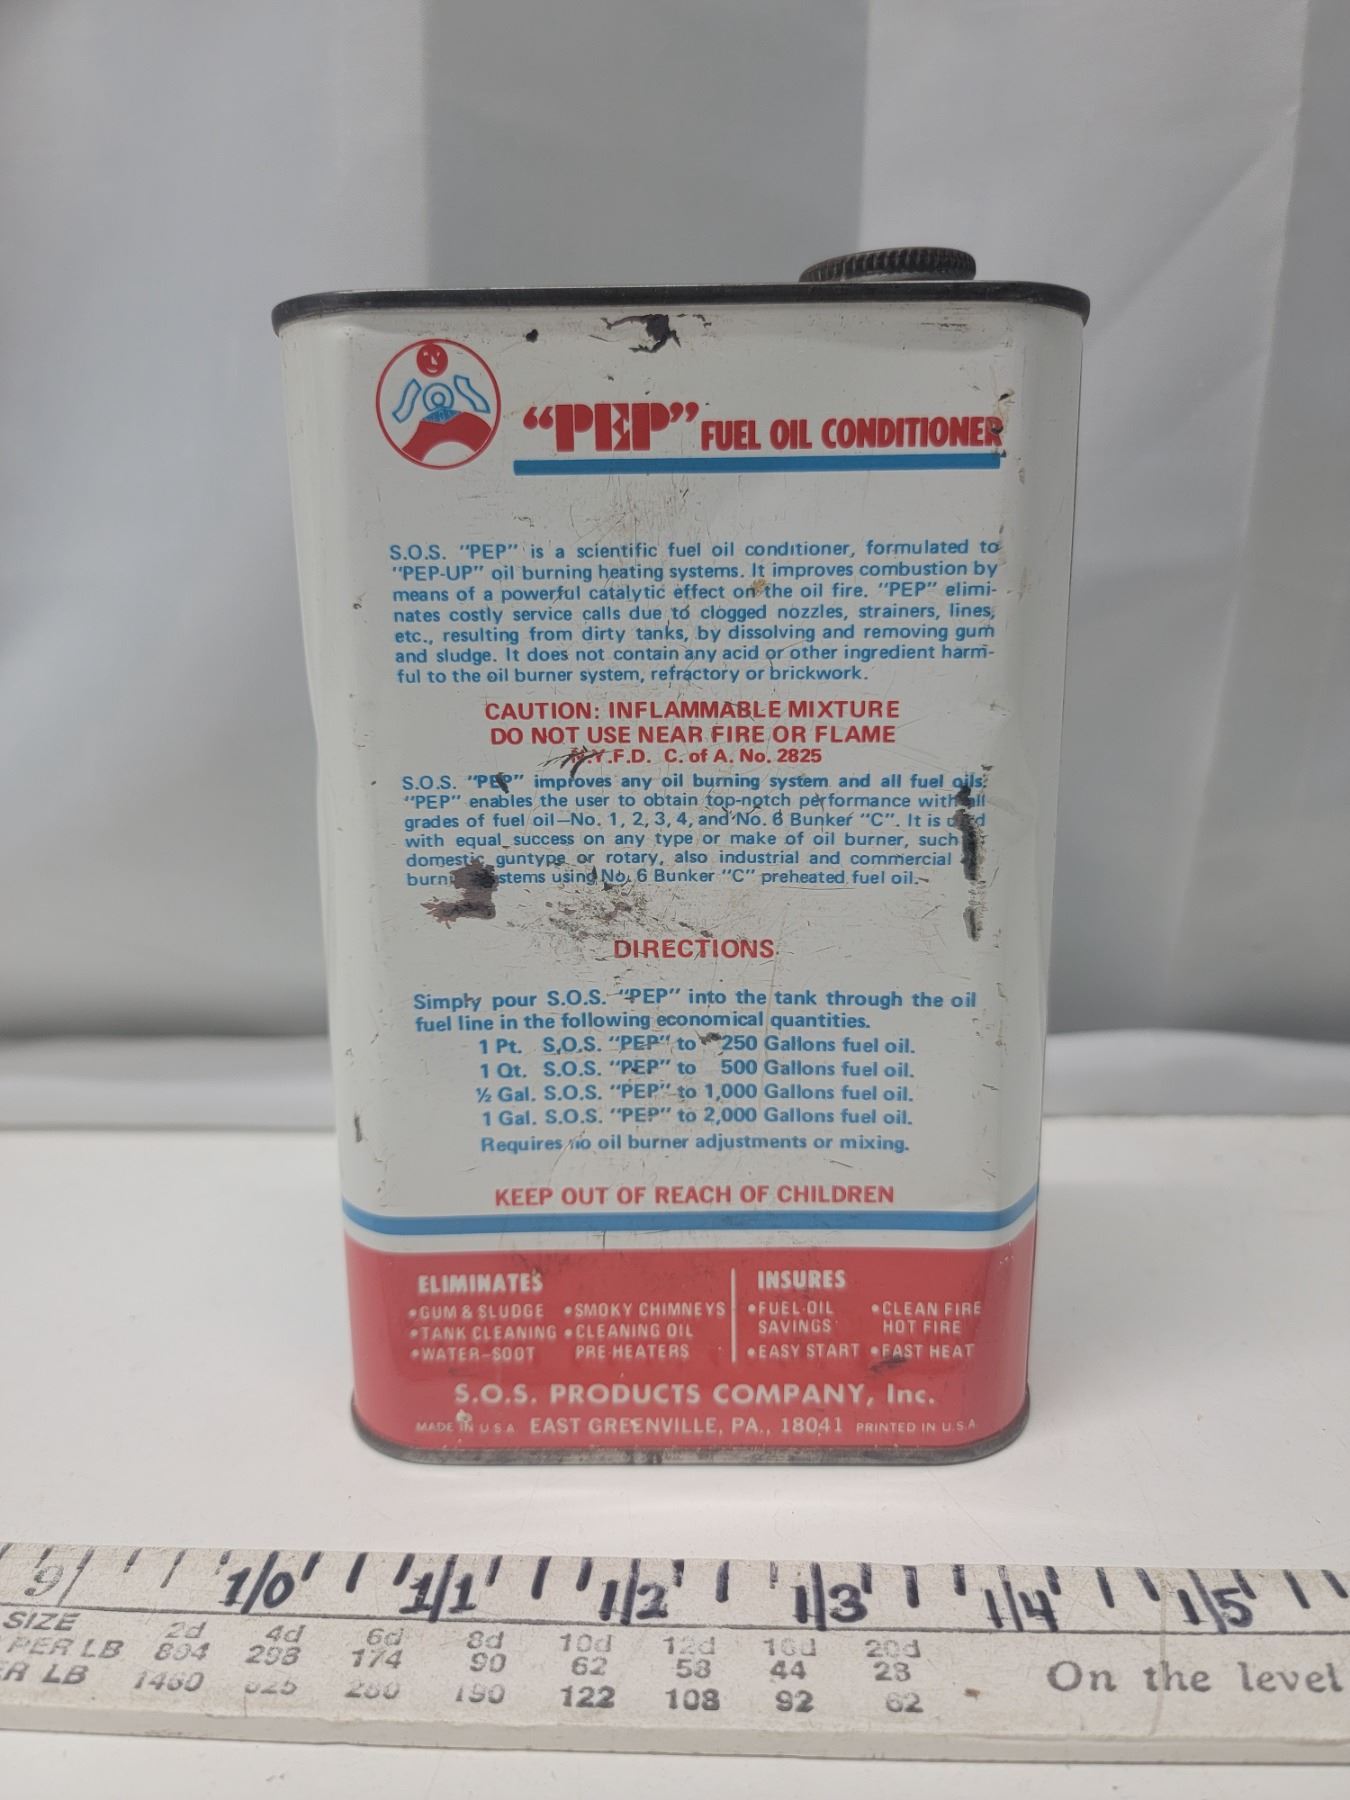 SOS
"PEP" FUEL OIL CONDITIONER
S.O.S. "PEP" is a scientific fuel oil conditioner, formulated to
"PEP-UP" oil burning heating systems. It improves combustion by
means of a powerful catalytic effect on the oil fire. "PEP" elimi-
nates costly service calls due to clogged nozzles, strainers, lines,
etc., resulting from dirty tanks, by dissolving and removing gum
and sludge. It does not contain any acid or other ingredient harm-
ful to the oil burner system, refractory or brickwork.
CAUTION: INFLAMMABLE MIXTURE
DO NOT USE NEAR FIRE OR FLAME
N.Y.F.D. C. of A. No. 2825
S.O.S. "PEP" improves any oil burning system and all fuel oils.
"PEP" enables the user to obtain top-notch performance with all
grades of fuel oil—No. 1, 2, 3, 4, and No. 6 Bunker "C". It is
with equal success on any type or make of oil burner, such
domestic guntype or rotary, also industrial and commercial
using No. 6 Bunker "C" preheated fuel oil.
DIRECTIONS
Simply pour S.O.S. "PEP" into the tank through the oil
fuel line in the following economical quantities.
1 Pt. S.O.S. "PEP" to 250 Gallons fuel oil.
1 Qt. S.O.S. "PEP" to 500 Gallons fuel oil.
½ Gal. S.O.S. "PEP" to 1,000 Gallons fuel oil.
1 Gal. S.O.S. "PEP" to 2,000 Gallons fuel oil.
Requires no oil burner adjustments or mixing.
KEEP OUT OF REACH OF CHILDREN
ELIMINATES
•GUM & SLUDGE •SMOKY CHIMNEYS
•TANK CLEANING •CLEANING OIL
•WATER-SOOT PRE-HEATERS
INSURES
•FUEL OIL •CLEAN FIRE
SAVINGS HOT FIRE
•EASY START •FAST HEAT
S.O.S. PRODUCTS COMPANY, Inc.
MADE IN U.S.A. EAST GREENVILLE, PA., 18041 PRINTED IN U.S.A.
9 10 11 12 13 14 15
SIZE 2d 4d 6d 8d 10d 12d 16d 20d
PER LB 894 298 174 90 62 58 44 28
LB 1460 280 190 122 108 92 62
On the level